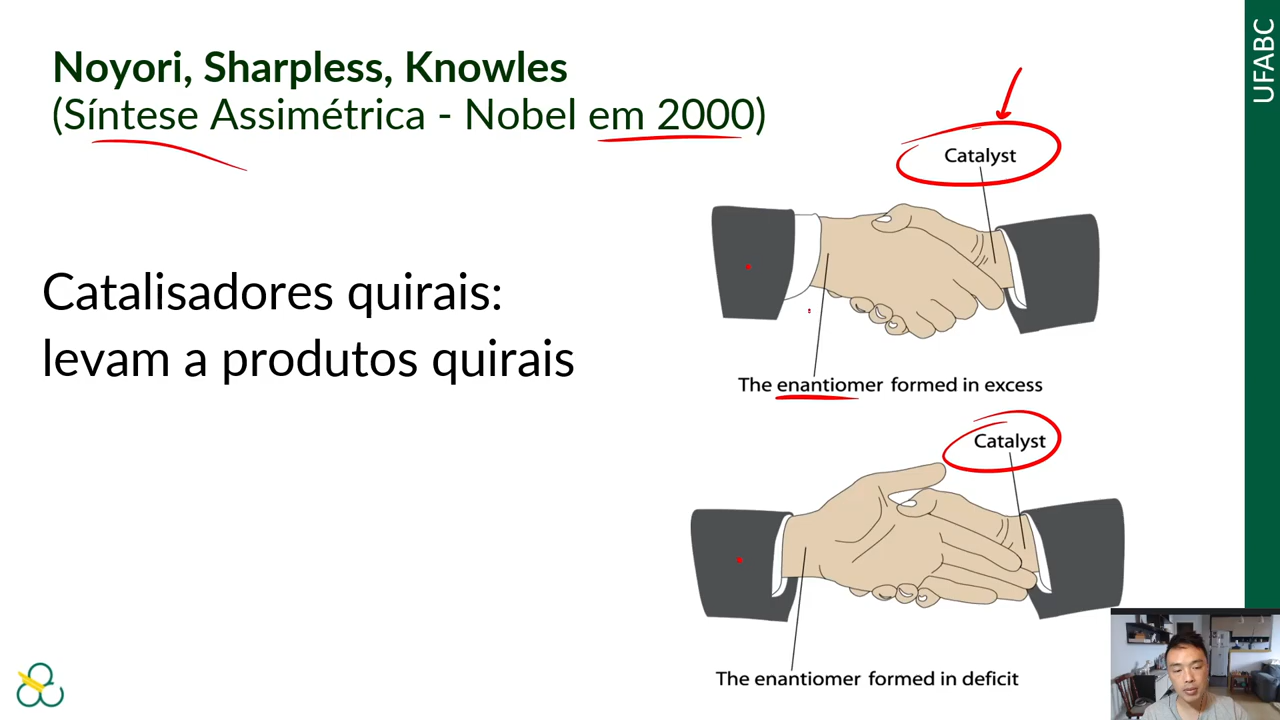 Noyori, Sharpless, Knowles
(Síntese Assimétrica - Nobel em 2000)
UFABC
Catalyst
Catalisadores quirais:
levam a produtos quirais
The enantiomer formed in excess
Catalyst
The enantiomer formed in deficit